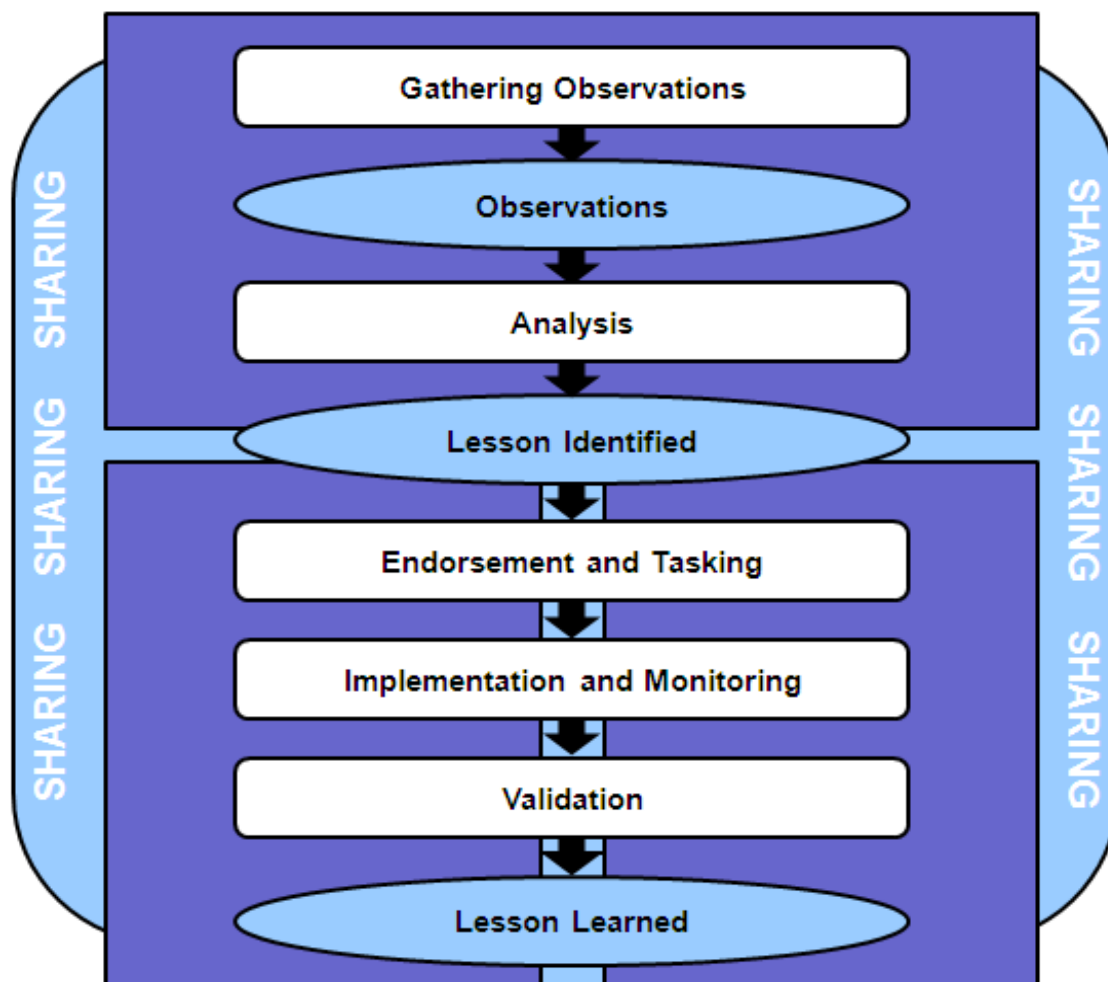 Gathering Observations
Observations
Analysis
Lesson Identified
Endorsement and Tasking
Implementation and Monitoring
Validation
Lesson Learned
SHARING
SHARING
SHARING
SHARING
SHARING
SHARING